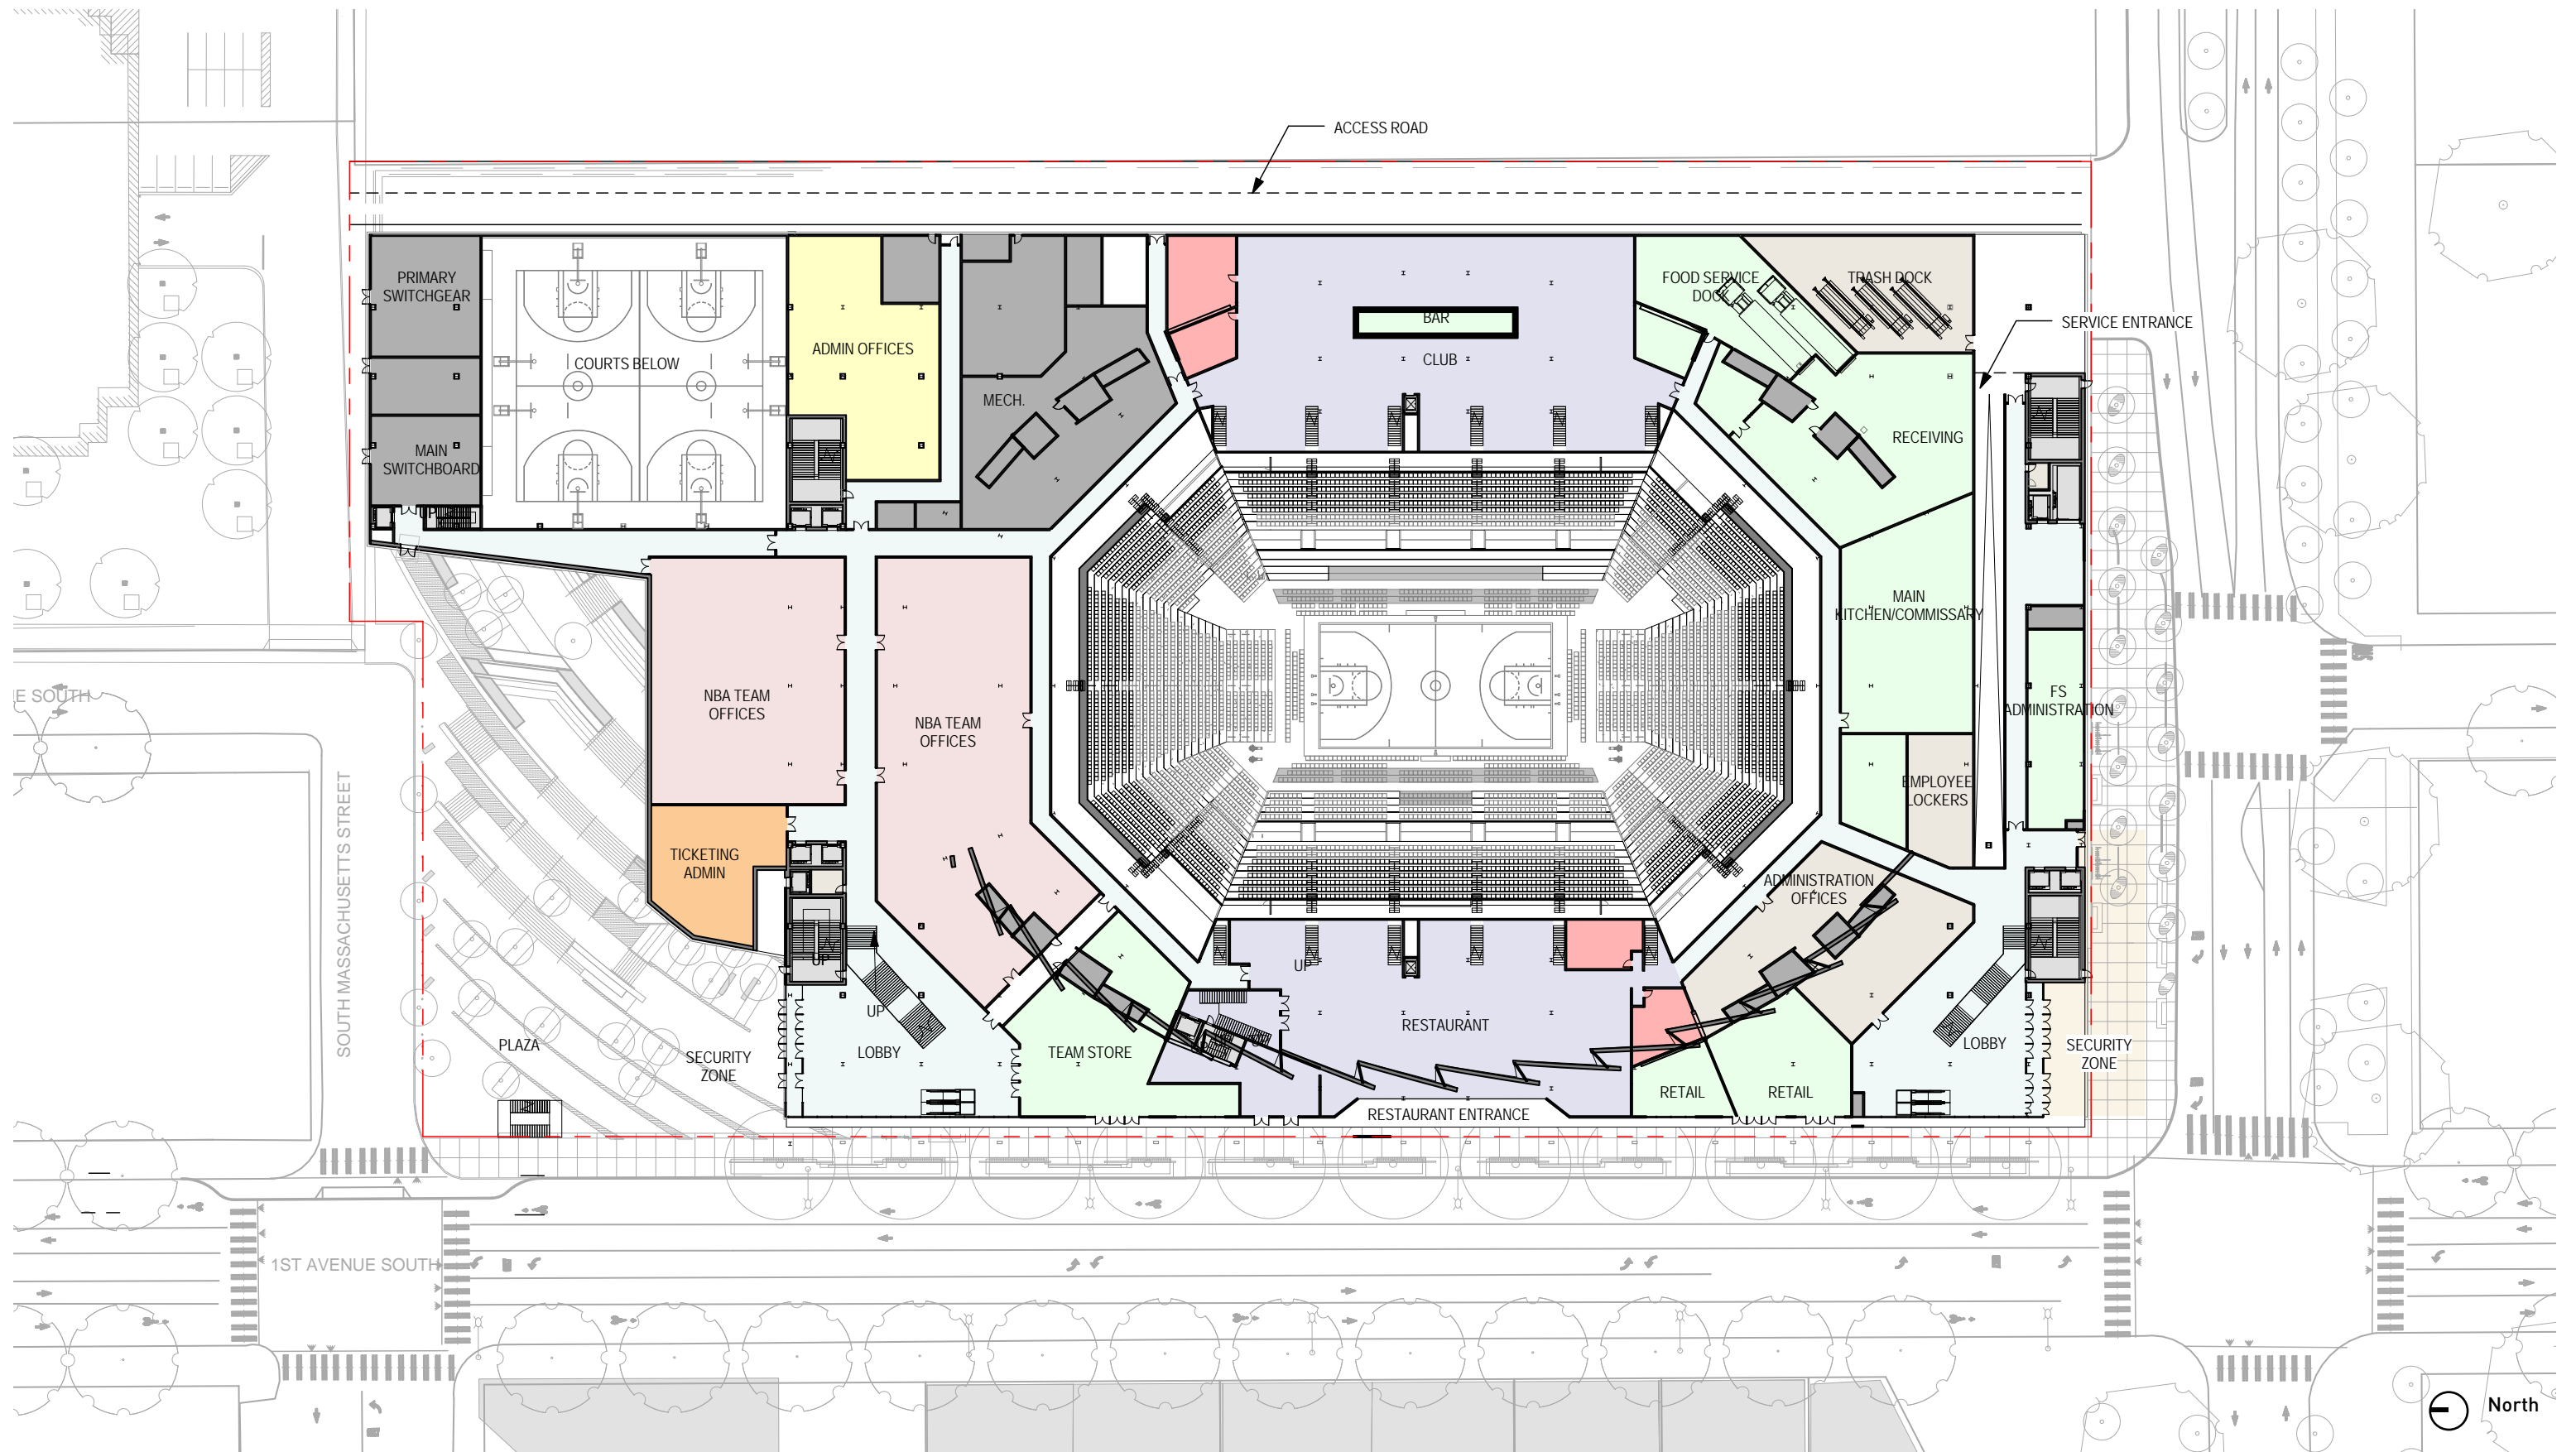 ACCESS ROAD
PRIMARY
SWITCHGEAR
COURTS BELOW
ADMIN OFFICES
MECH.
BAR
CLUB
FOOD SERVICE
DOCK
TRASH DOCK
SERVICE ENTRANCE
RECEIVING
MAIN
SWITCHBOARD
UP
MAIN
KITCHEN/COMMISSARY
NBA TEAM
OFFICES
NBA TEAM
OFFICES
FS
ADMINISTRATION
E SOUTH
SOUTH MASSACHUSETTS STREET
EMPLOYEE
LOCKERS
TICKETING
ADMIN
ADMINISTRATION
OFFICES
UP
UP
UP
PLAZA
SECURITY
ZONE
LOBBY
TEAM STORE
RESTAURANT
RETAIL
RETAIL
LOBBY
SECURITY
ZONE
RESTAURANT ENTRANCE
1ST AVENUE SOUTH
North